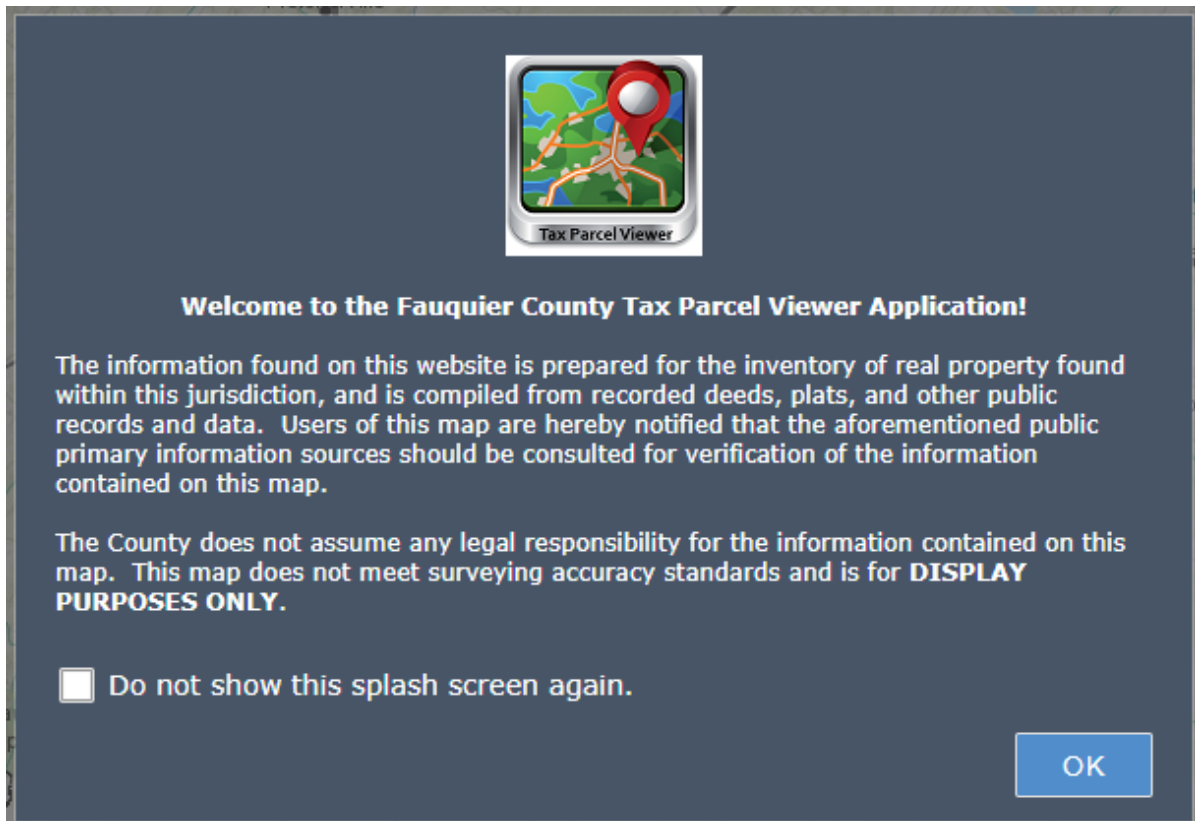 Tax Parcel Viewer
Welcome to the Fauquier County Tax Parcel Viewer Application!
The information found on this website is prepared for the inventory of real property found
within this jurisdiction, and is compiled from recorded deeds, plats, and other public
records and data.  Users of this map are hereby notified that the aforementioned public
primary information sources should be consulted for verification of the information
contained on this map.
The County does not assume any legal responsibility for the information contained on this
map.  This map does not meet surveying accuracy standards and is for DISPLAY
PURPOSES ONLY.
Do not show this splash screen again.
OK